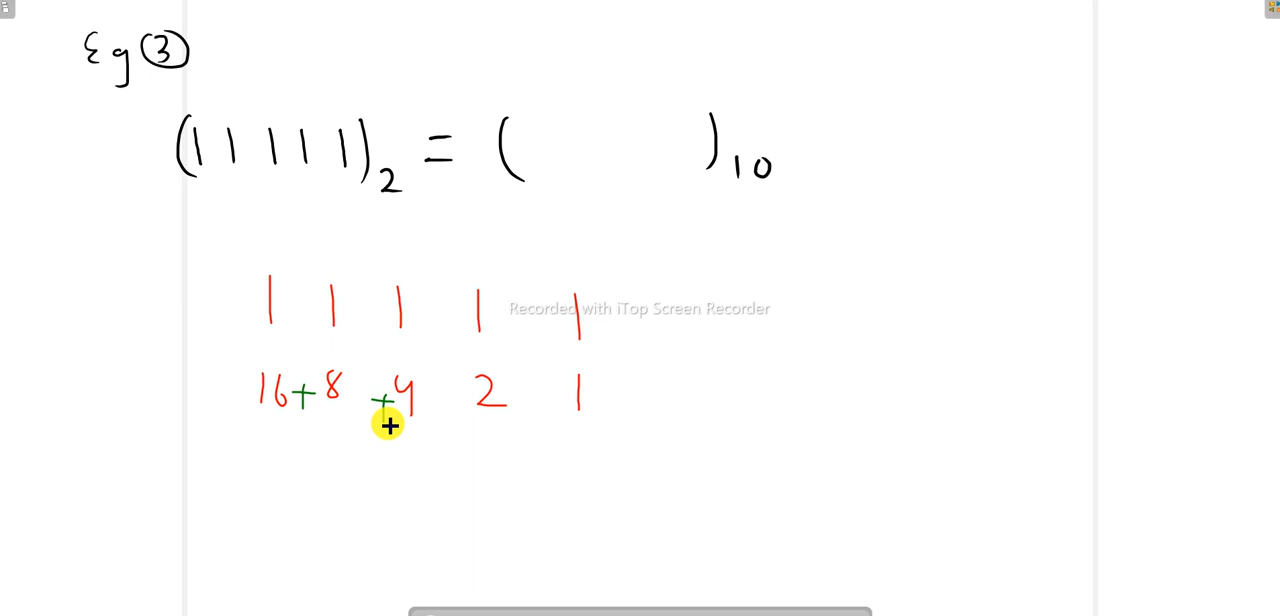 Eg ③
(11111)₂ = (      )₁₀
1 1 1 1 1
Recorded with iTop Screen Recorder
16+8 +4 2 1